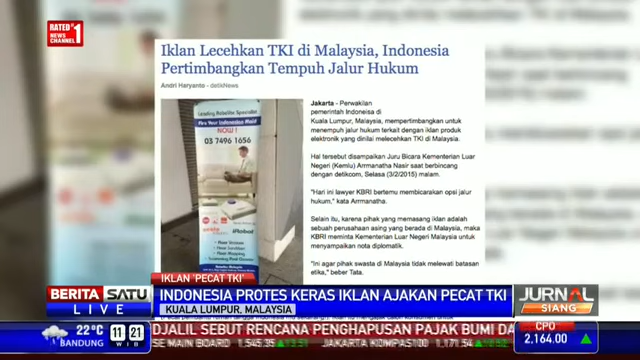 RATED
#1
NEWS CHANNEL
Iklan Lecehkan TKI di Malaysia, Indonesia
Pertimbangkan Tempuh Jalur Hukum
Andri Haryanto - detikNews
Leading Robotite Specialist
Fire Your Indonesian Maid
NOW !
03 7496 1656
Jakarta - Perwakilan
pemerintah Indonesia di
Kuala Lumpur, Malaysia, mempertimbangkan untuk
menempuh jalur hukum terkait dengan iklan produk
elektronik yang dinilai melecehkan TKI di Malaysia.
Hal tersebut disampaikan Juru Bicara Kementerian Luar
Negeri (Kemlu) Arrmanatha Nasir saat berbincang
dengan detikcom, Selasa (3/2/2015) malam.
"Hari ini lawyer KBRI bertemu membicarakan opsi jalur
hukum," kata Arrmanatha.
Selain itu, karena pihak yang memasang iklan adalah
sebuah perusahaan asing yang berada di Malaysia, maka
KBRI meminta Kementerian Luar Negeri Malaysia untuk
menyampaikan nota diplomatik.
"Ini agar pihak swasta di Malaysia tidak melewati batasan
etika," beber Tata.
IKLAN 'PECAT TKI'
BERITA SATU
LIVE
INDONESIA PROTES KERAS IKLAN AJAKAN PECAT TKI
KUALA LUMPUR, MALAYSIA
JURNAL
SIANG
22°C
BANDUNG
11 21
WIB
DJALIL SEBUT RENCANA PENGHAPUSAN PAJAK BUMI DA
CPO
2,164.00
SE MAIN BOARD
JAKARTA KOMPAS100